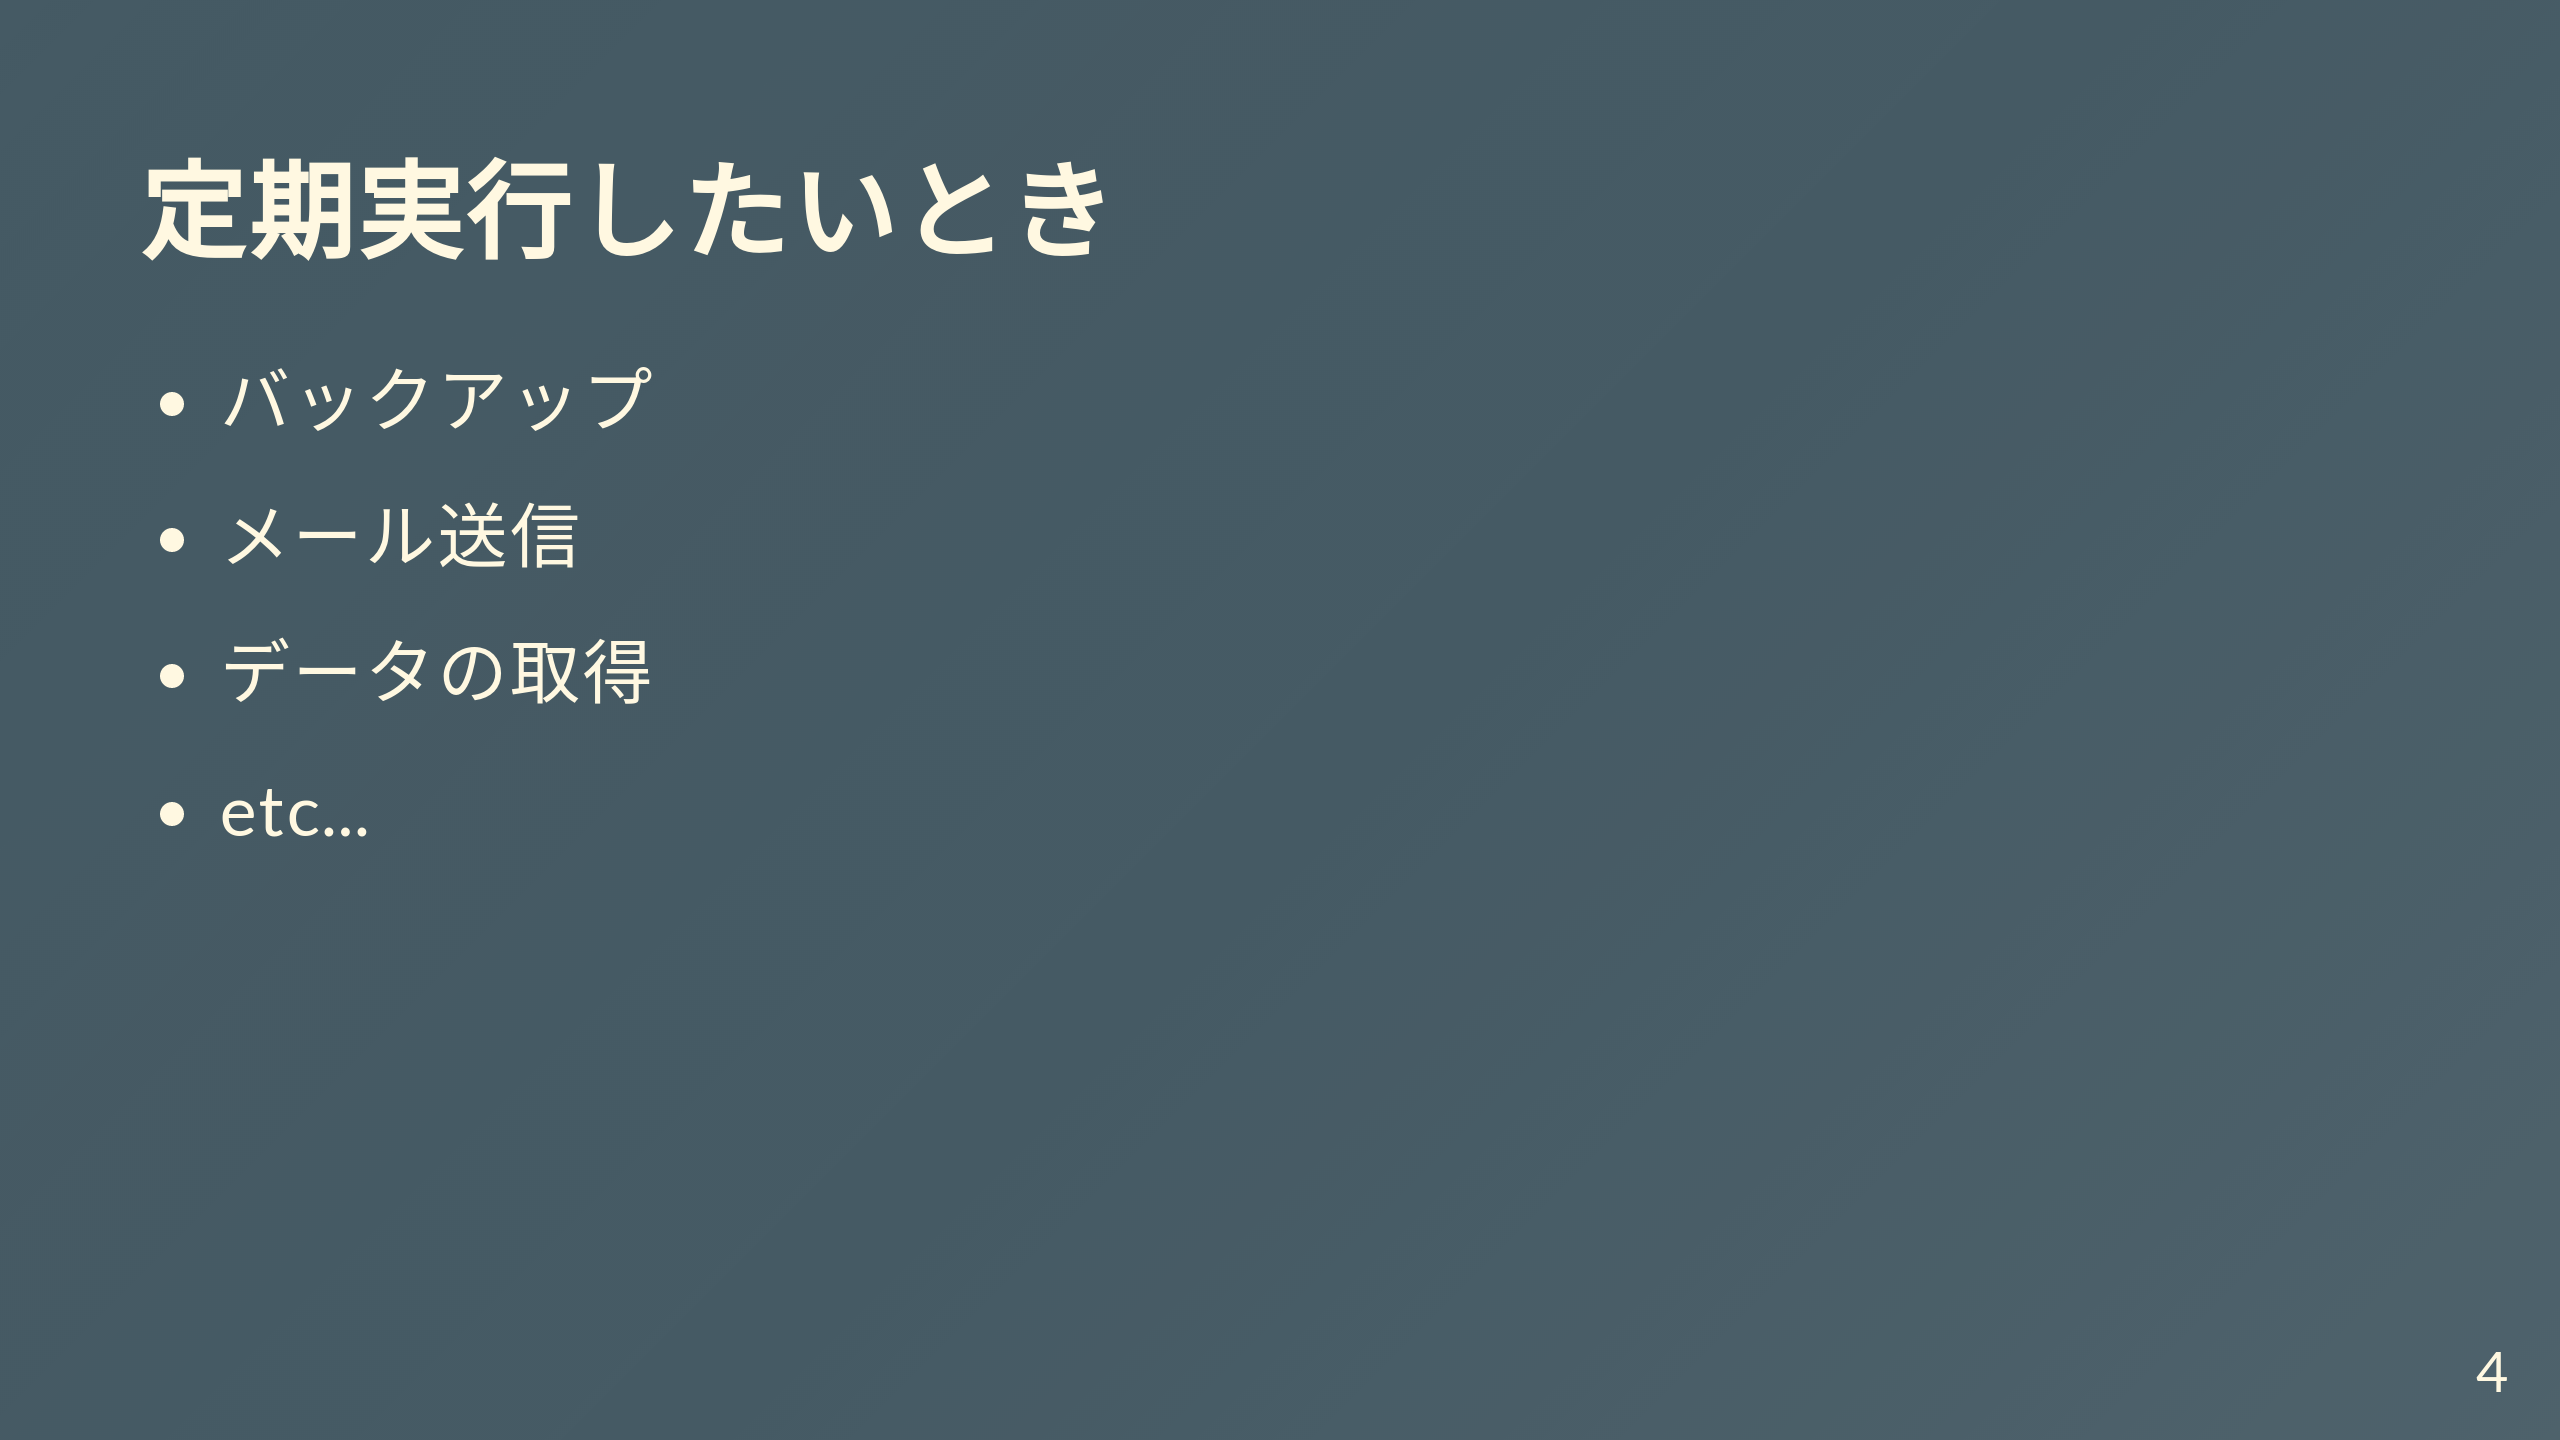 定期実行したいとき
• バックアップ
• メール送信
• データの取得
• etc...
4